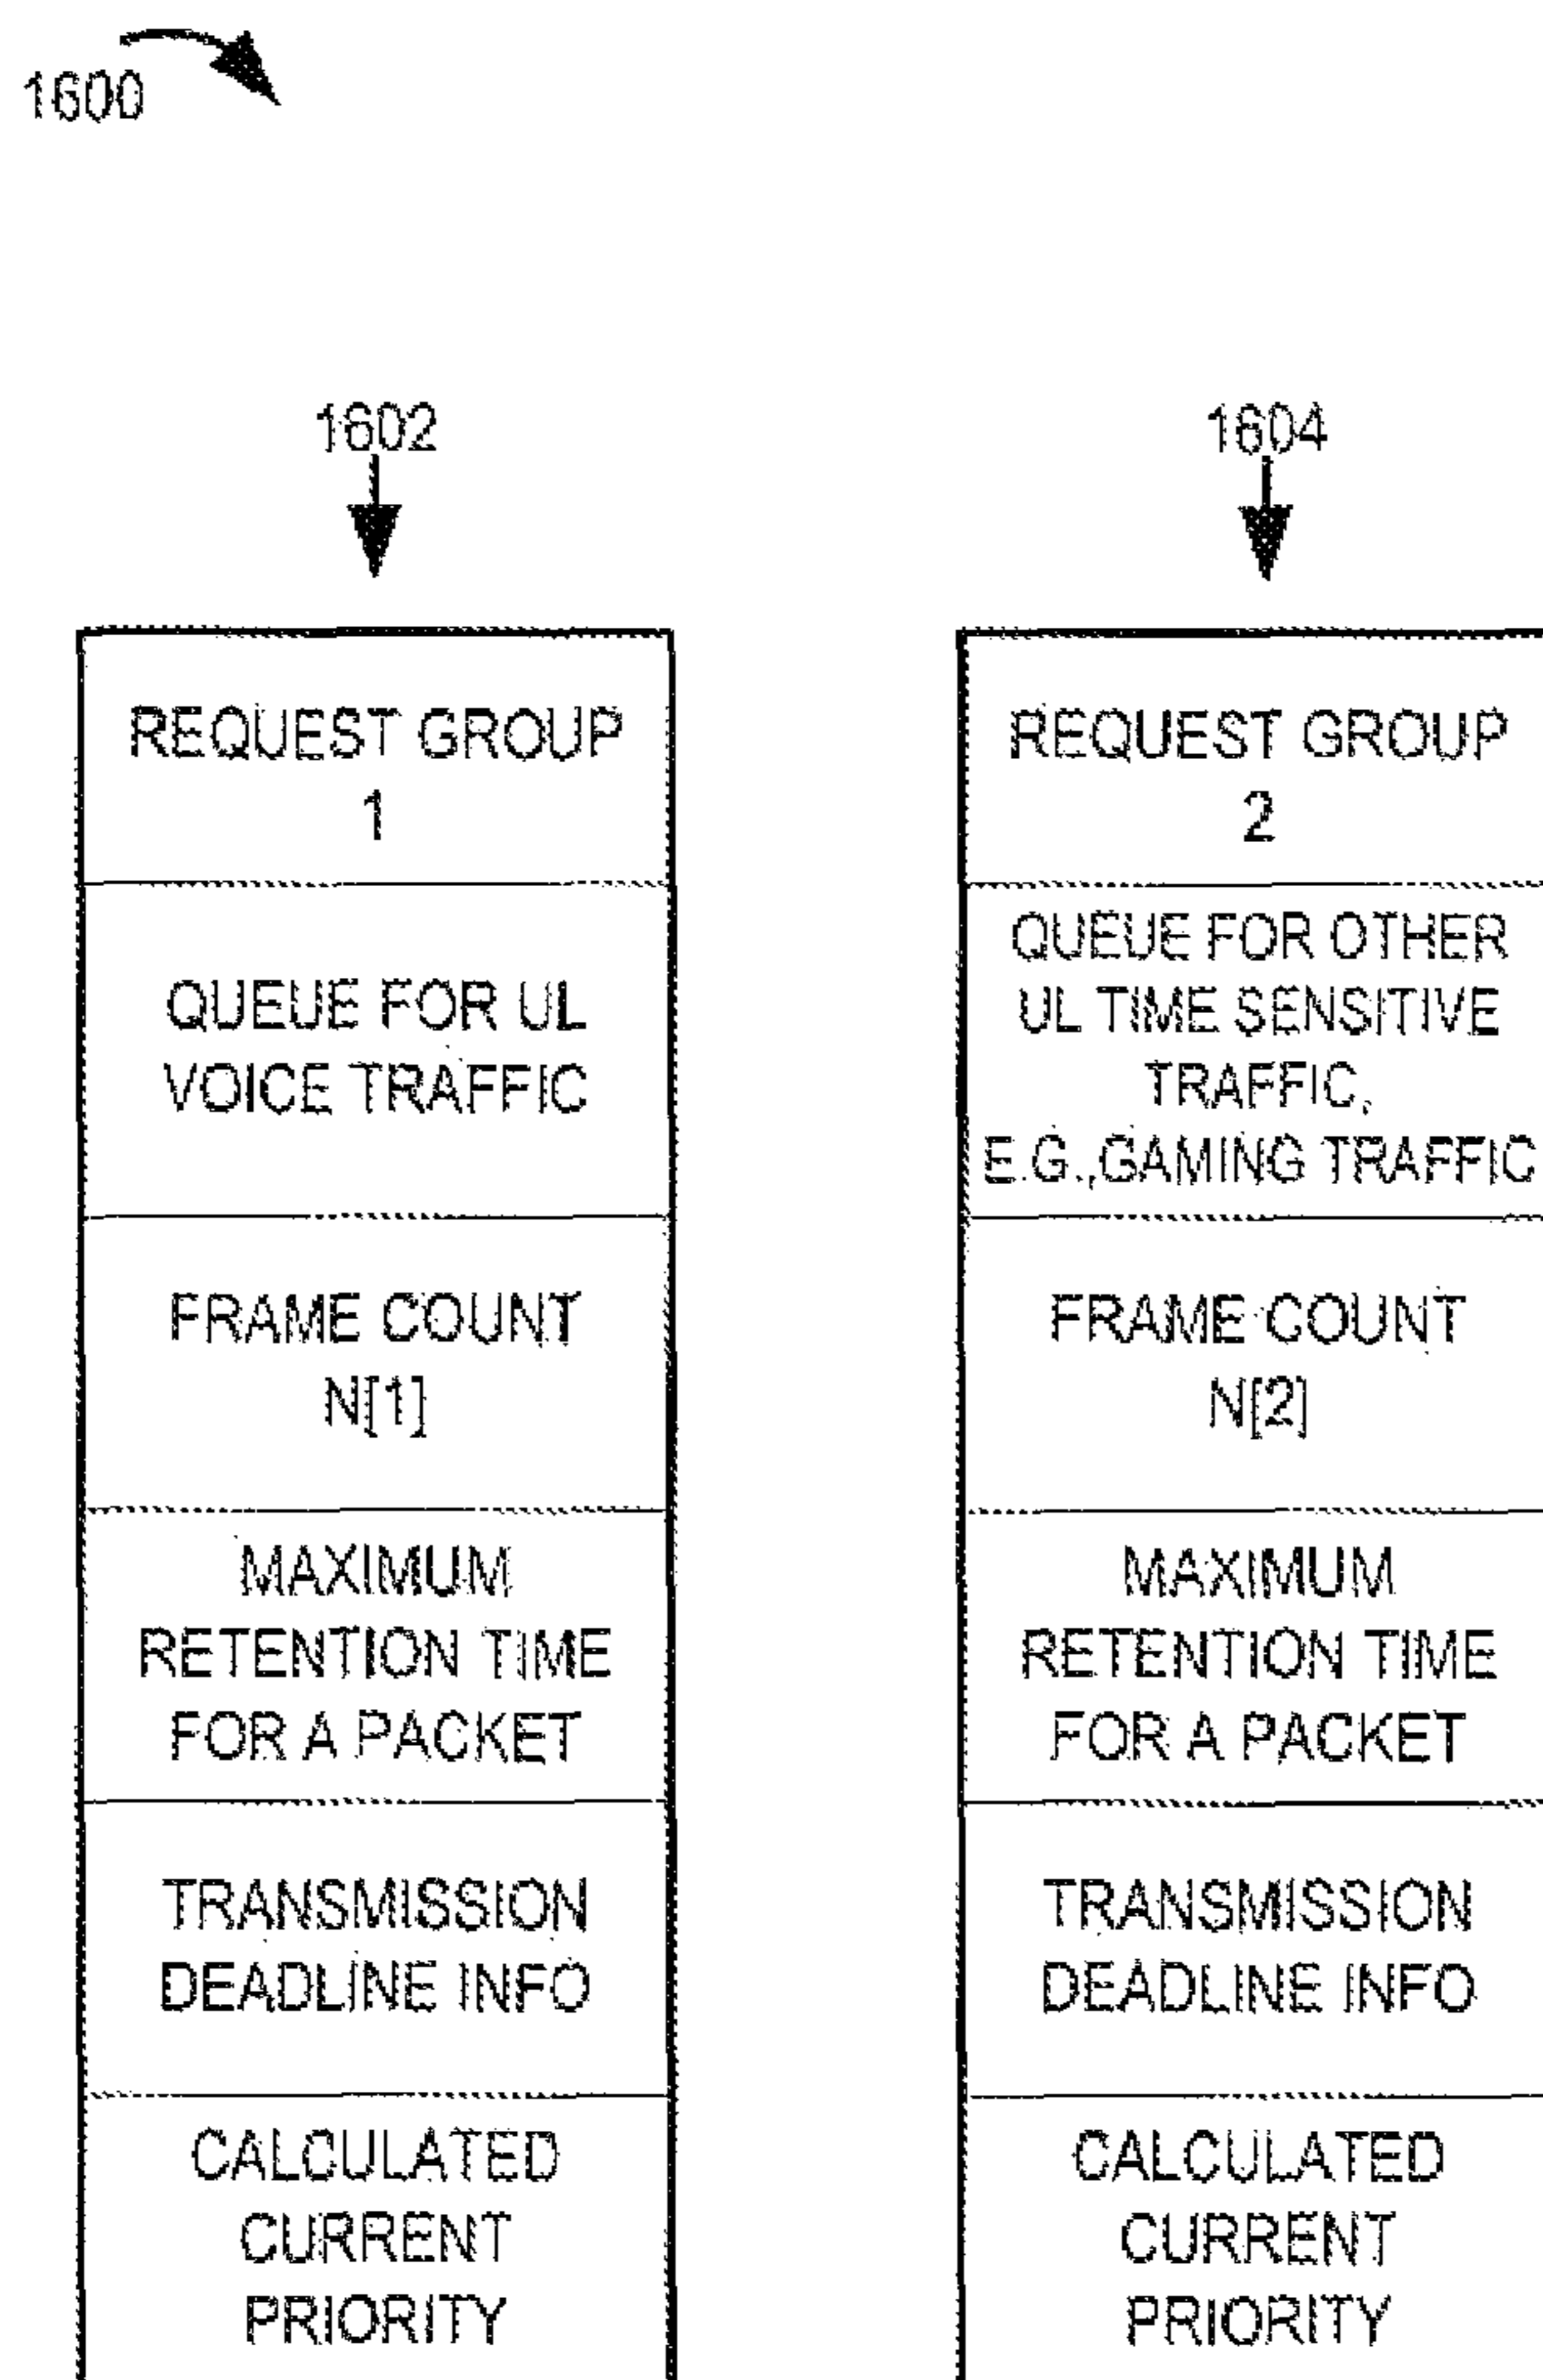 1600
1602
REQUEST GROUP
1
QUEUE FOR UL
VOICE TRAFFIC
FRAME COUNT
N[1]
MAXIMUM
RETENTION TIME
FOR A PACKET
TRANSMISSION
DEADLINE INFO
CALCULATED
CURRENT
PRIORITY
1604
REQUEST GROUP
2
QUEUE FOR OTHER
UL TIME SENSITIVE
TRAFFIC,
E.G.,GAMING TRAFFIC
FRAME COUNT
N[2]
MAXIMUM
RETENTION TIME
FOR A PACKET
TRANSMISSION
DEADLINE INFO
CALCULATED
CURRENT
PRIORITY